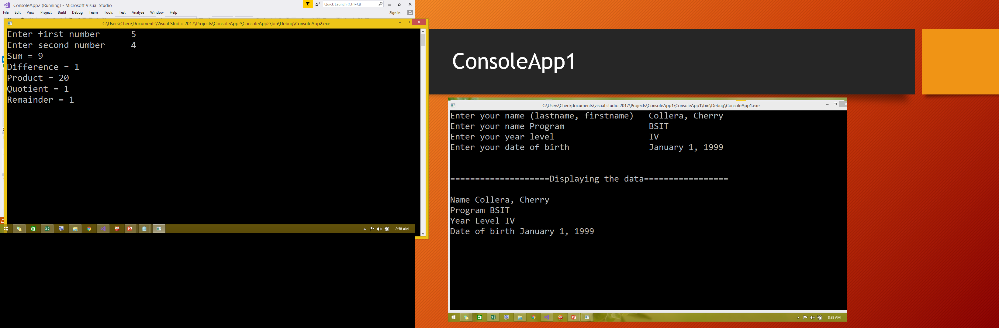 ConsoleApp2 (Running) - Microsoft Visual Studio
Quick Launch (Ctrl+Q)
File Edit View Project Build Debug Team Tools Test Analyze Window Help
Sign in
C:\Users\Cheri\Documents\Visual Studio 2017\Projects\ConsoleApp2\ConsoleApp2\bin\Debug\ConsoleApp2.exe
Enter first number 5
Enter second number 4
Sum = 9
Difference = 1
Product = 20
Quotient = 1
Remainder = 1
8:58 AM
ConsoleApp1
C:\Users\Cheri\documents\visual studio 2017\Projects\ConsoleApp1\ConsoleApp1\bin\Debug\ConsoleApp1.exe
Enter your name (lastname, firstname) Collera, Cherry
Enter your name Program BSIT
Enter your year level IV
Enter your date of birth January 1, 1999
====================Displaying the data=================
Name Collera, Cherry
Program BSIT
Year Level IV
Date of birth January 1, 1999
8:38 AM